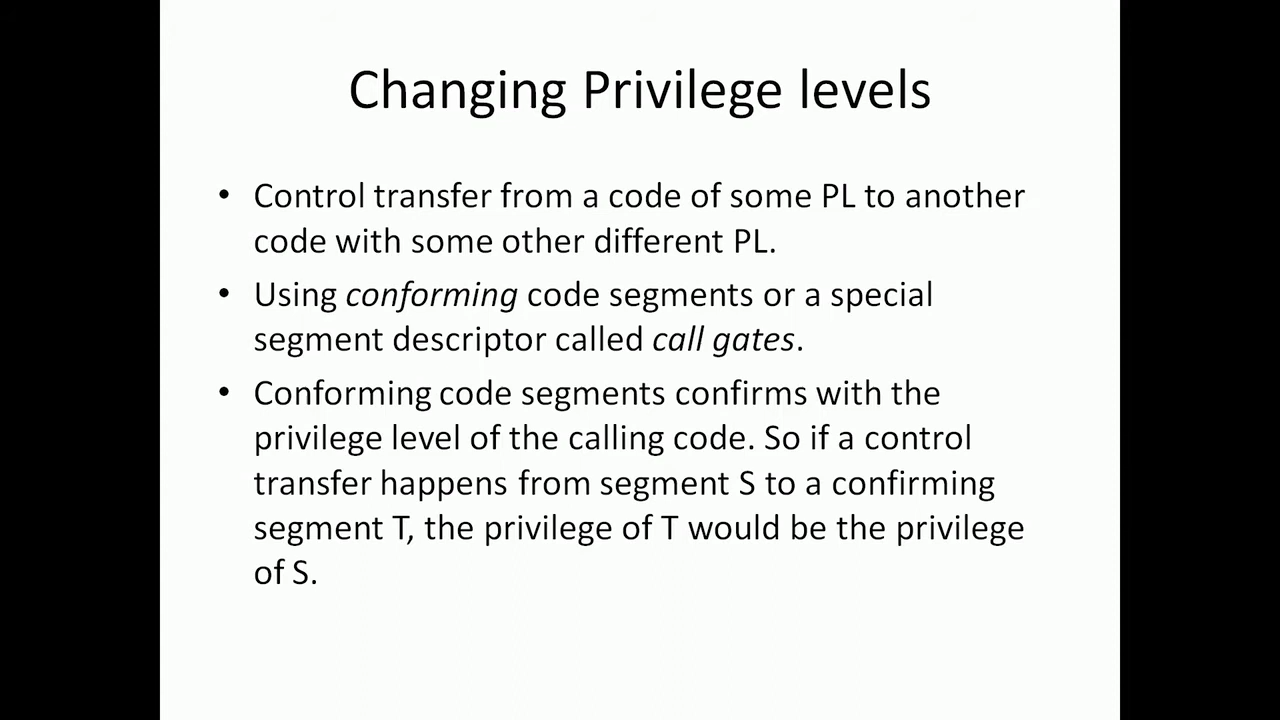 Changing Privilege levels
• Control transfer from a code of some PL to another
code with some other different PL.
• Using conforming code segments or a special
segment descriptor called call gates.
• Conforming code segments confirms with the
privilege level of the calling code. So if a control
transfer happens from segment S to a confirming
segment T, the privilege of T would be the privilege
of S.